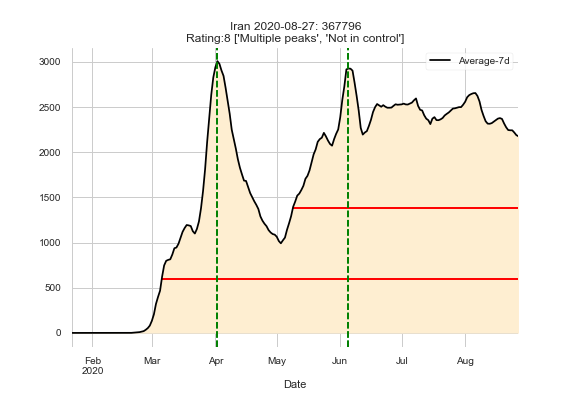 Iran 2020-08-27: 367796
Rating:8 ['Multiple peaks', 'Not in control']
Average-7d
3000
2500
2000
1500
1000
500
0
Feb
2020
Mar
Apr
May
Jun
Jul
Aug
Date